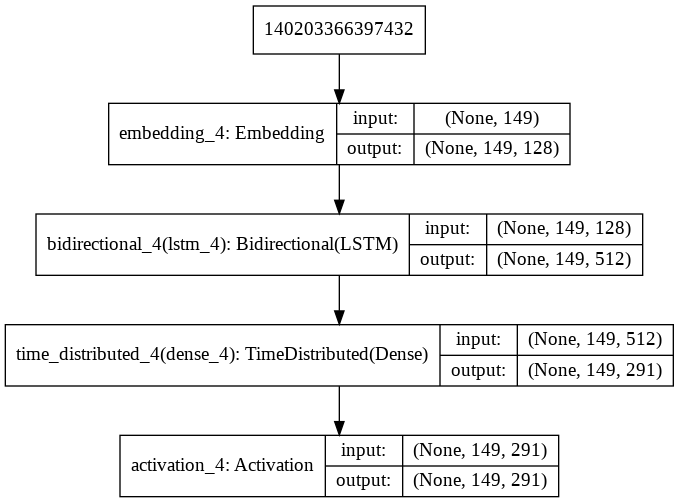 140203366397432
embedding_4: Embedding
input: (None, 149)
output: (None, 149, 128)
bidirectional_4(lstm_4): Bidirectional(LSTM)
input: (None, 149, 128)
output: (None, 149, 512)
time_distributed_4(dense_4): TimeDistributed(Dense)
input: (None, 149, 512)
output: (None, 149, 291)
activation_4: Activation
input: (None, 149, 291)
output: (None, 149, 291)